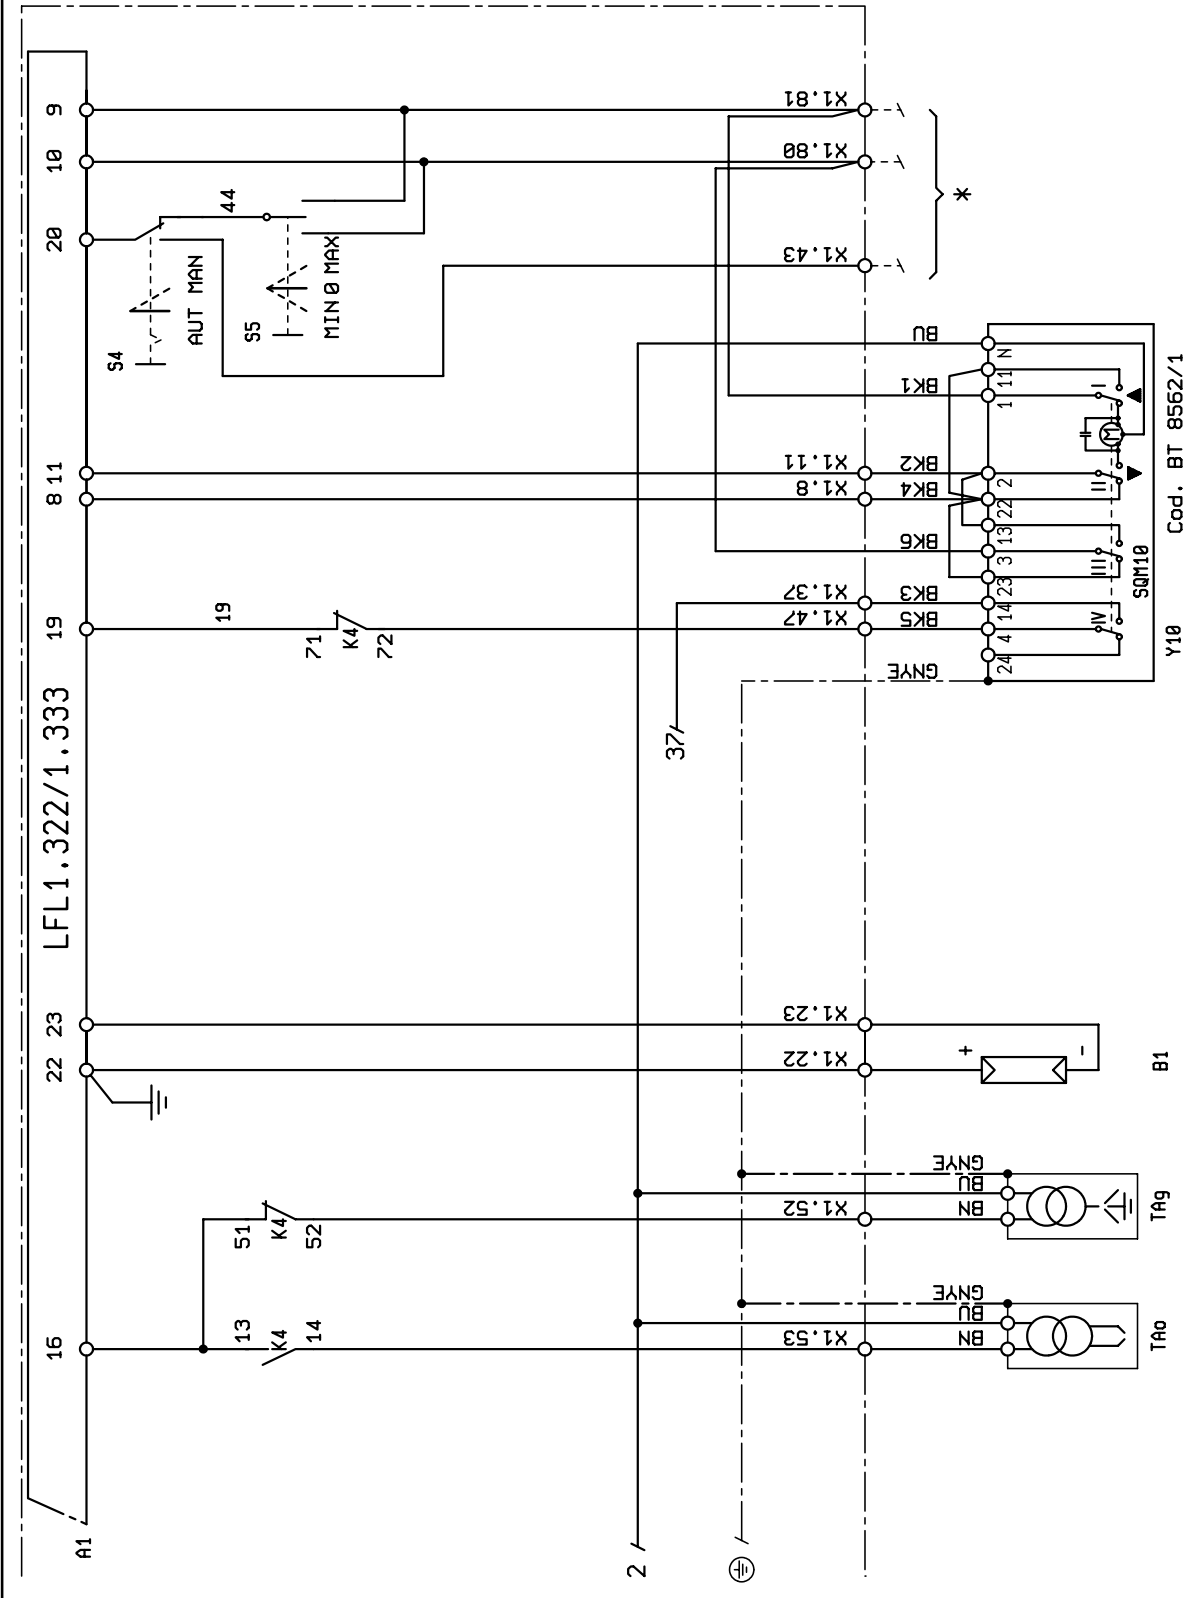 A1
LFL1.322/1.333
16
22
23
19
8
11
20
10
9
S4
AUT MAN
44
S5
MIN 0 MAX
13
K4
14
51
K4
52
19
71
K4
72
2
37
X1.53
X1.52
X1.22
X1.23
X1.47
X1.37
X1.8
X1.11
X1.43
X1.80
X1.81
*
BN
BU
GNYE
BN
BU
GNYE
GNYE
BK5
BK3
BK6
BK4
BK2
BK1
BU
+
-
24
4
14
23
3
13
22
2
1
11
N
IV
III
II
I
M
SQM10
TAo
TAg
B1
Y10
Cod. BT 8562/1